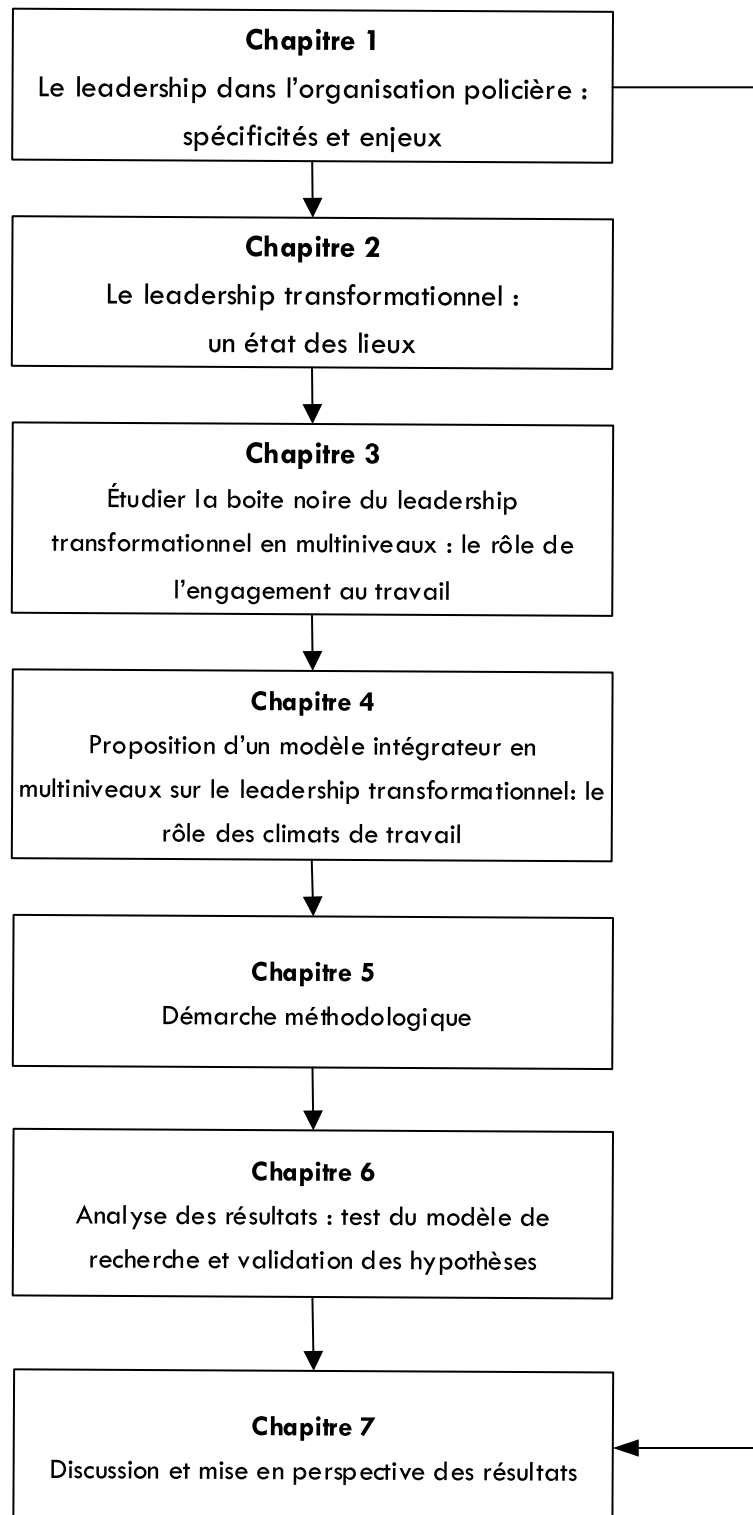 Chapitre 1
Le leadership dans l'organisation policière :
spécificités et enjeux
Chapitre 2
Le leadership transformationnel :
un état des lieux
Chapitre 3
Étudier la boite noire du leadership
transformationnel en multiniveaux : le rôle de
l'engagement au travail
Chapitre 4
Proposition d'un modèle intégrateur en
multiniveaux sur le leadership transformationnel: le
rôle des climats de travail
Chapitre 5
Démarche méthodologique
Chapitre 6
Analyse des résultats : test du modèle de
recherche et validation des hypothèses
Chapitre 7
Discussion et mise en perspective des résultats